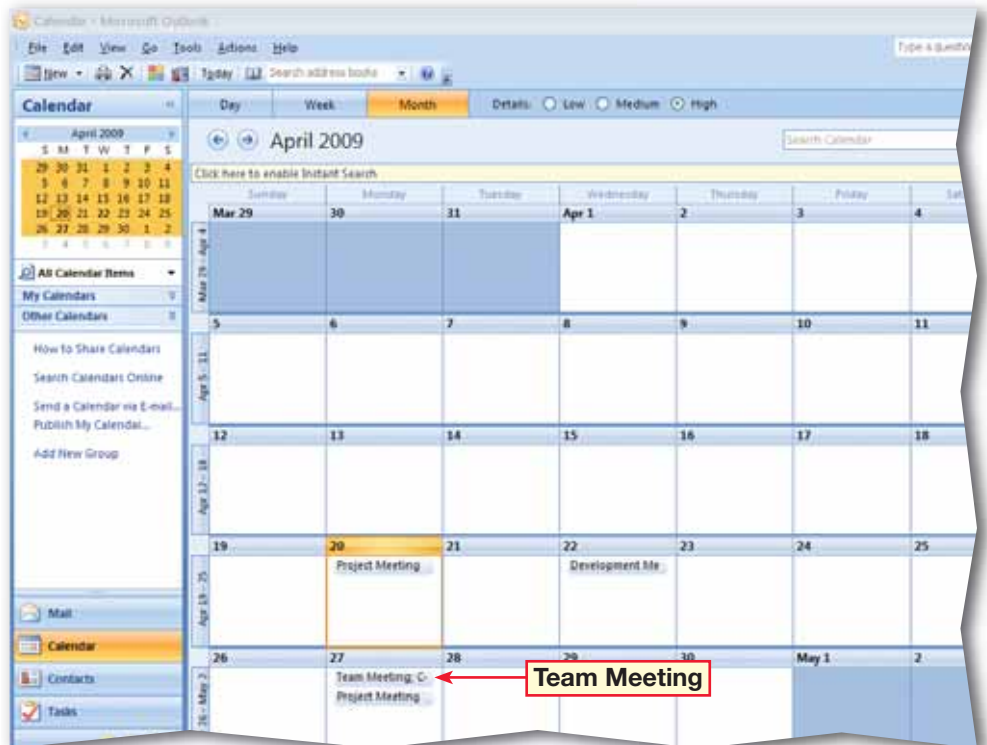 Calendar - Microsoft Outlook
File Edit View Go Tools Actions Help
Type a question
New Today Search address books
Calendar
Day Week Month Details: Low Medium High
April 2009
S M T W T F S
29 30 31 1 2 3 4
5 6 7 8 9 10 11
12 13 14 15 16 17 18
19 20 21 22 23 24 25
26 27 28 29 30 1 2
3 4 5 6 7 8 9
All Calendar Items
My Calendars
Other Calendars
How to Share Calendars
Search Calendars Online
Send a Calendar via E-mail...
Publish My Calendar...
Add New Group
Mail
Calendar
Contacts
Tasks
April 2009
Search Calendar
Click here to enable Instant Search
Sunday Monday Tuesday Wednesday Thursday Friday Sat
Mar 29 - Apr 4
Mar 29 30 31 Apr 1 2 3 4
Apr 5 - 11
5 6 7 8 9 10 11
Apr 12 - 18
12 13 14 15 16 17 18
Apr 19 - 25
19 20 21 22 23 24 25
Project Meeting Development Me
26 - May 2
26 27 28 29 30 May 1 2
Team Meeting; C
Project Meeting
Team Meeting